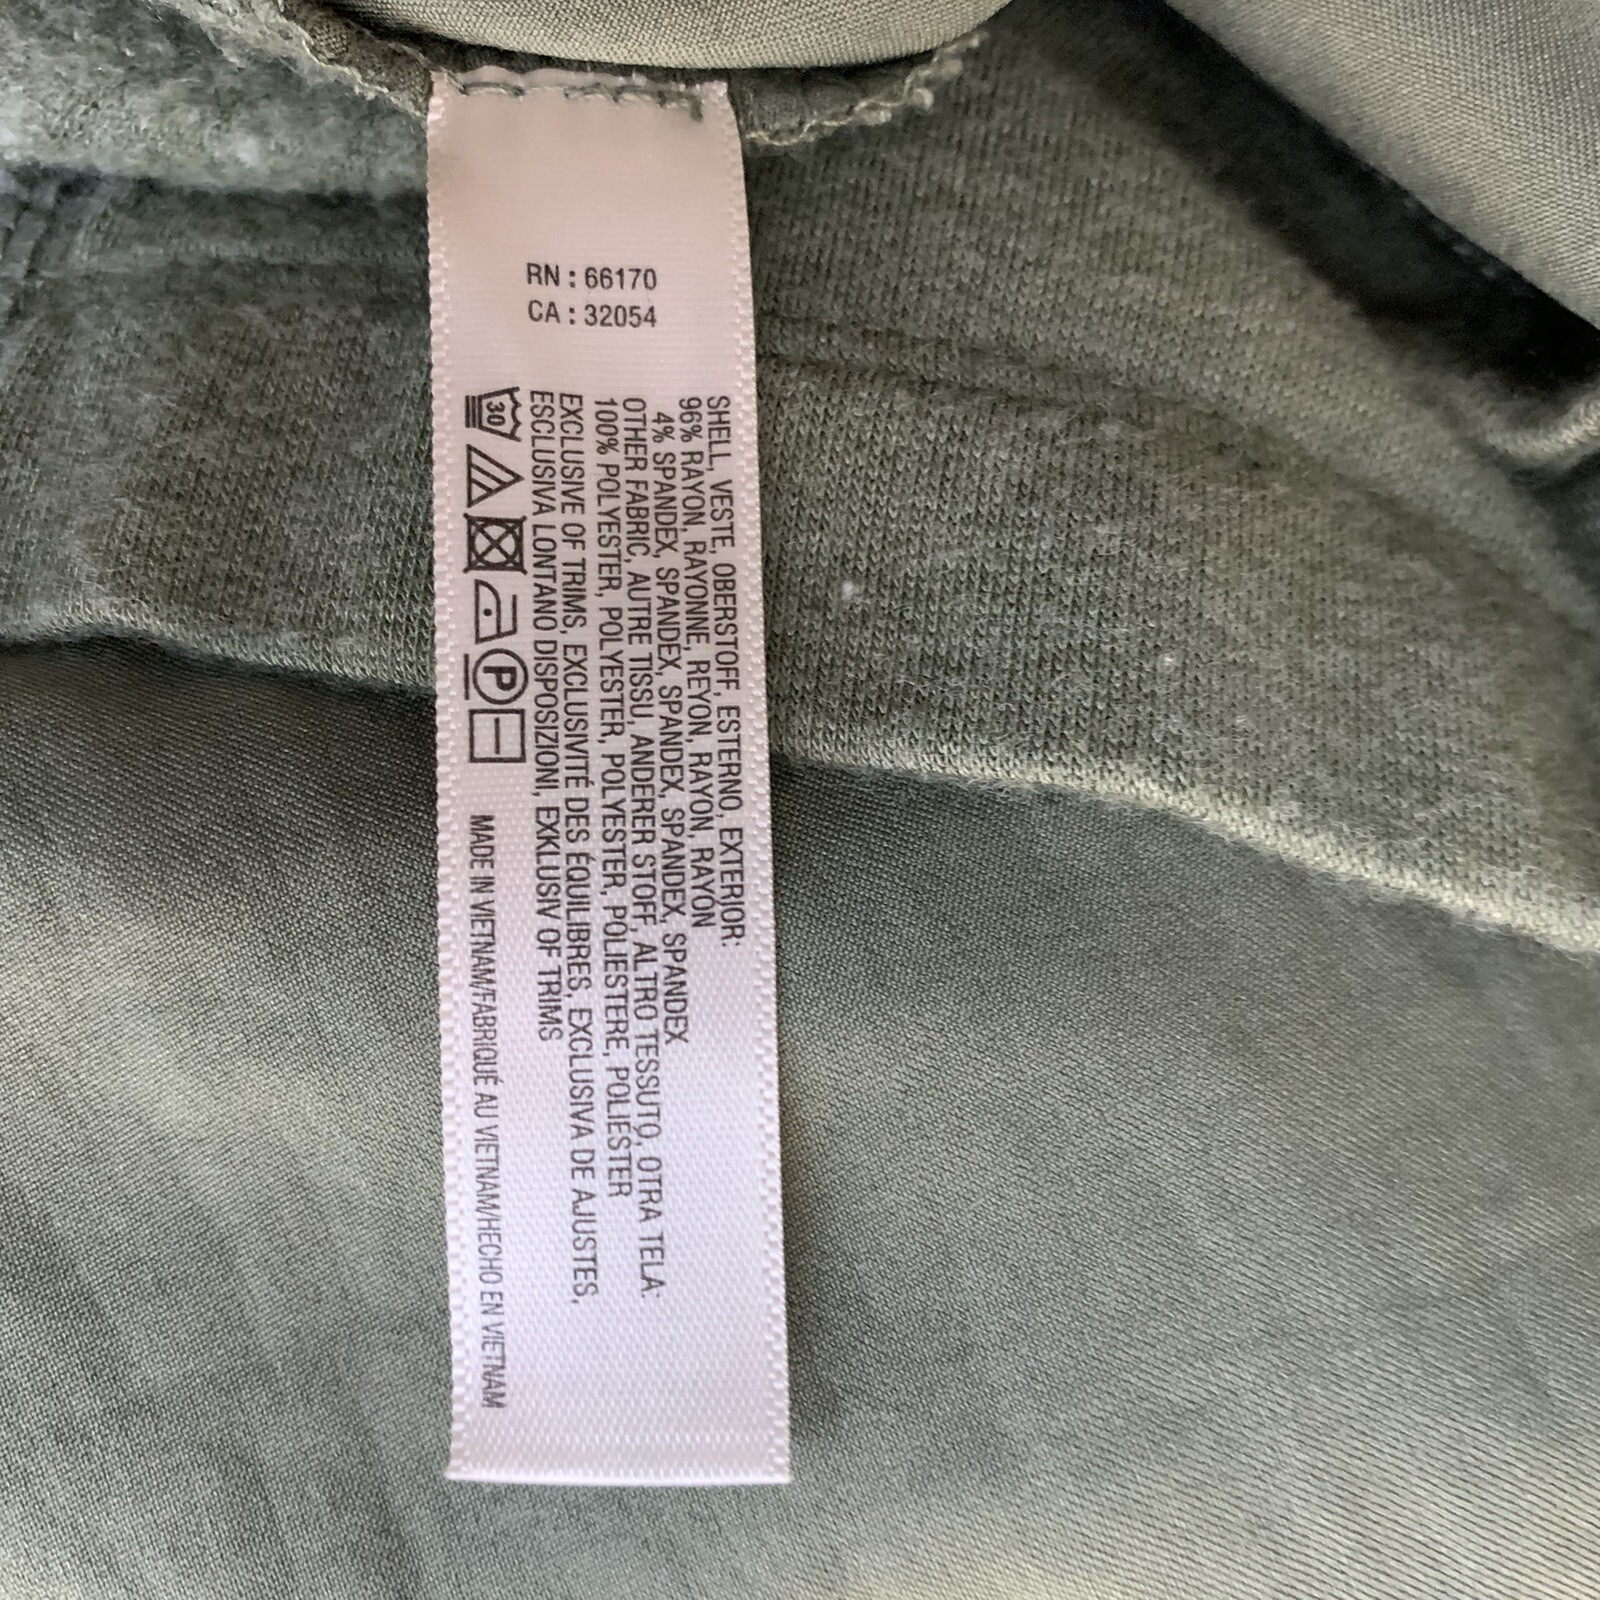 RN : 66170
CA : 32054
SHELL, VESTE, OBERSTOFF, ESTERNO, EXTERIOR:
96% RAYON, RAYONNE, REYON, RAYON, RAYON
4% SPANDEX, SPANDEX, SPANDEX, SPANDEX, SPANDEX
OTHER FABRIC, AUTRE TISSU, ANDERER STOFF, ALTRO TESSUTO, OTRA TELA:
100% POLYESTER, POLYESTER, POLYESTER, POLIESTERE, POLIÉSTER
EXCLUSIVE OF TRIMS, EXCLUSIVITÉ DES ÉQUILIBRES, EXCLUSIVA DE AJUSTES,
ESCLUSIVA LONTANO DISPOSIZIONI, EXKLUSIV OF TRIMS
30 P
MADE IN VIETNAM/FABRIQUÉ AU VIETNAM/HECHO EN VIETNAM